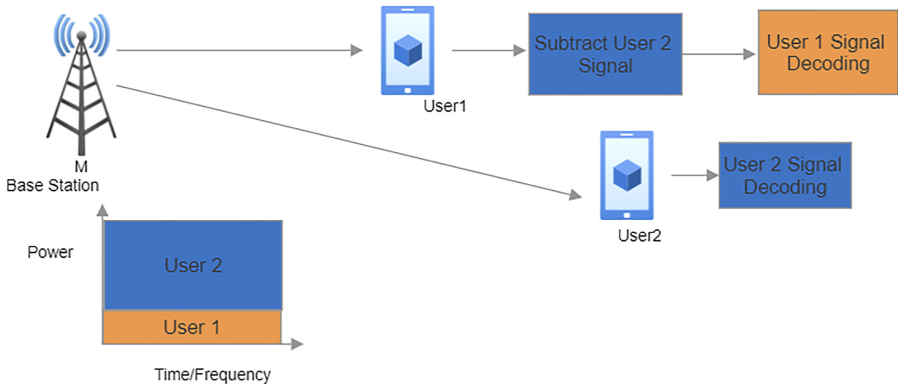 Subtract User 2
Signal
User 1 Signal
Decoding
User1
M
Base Station
User 2 Signal
Decoding
User2
Power
User 2
User 1
Time/Frequency